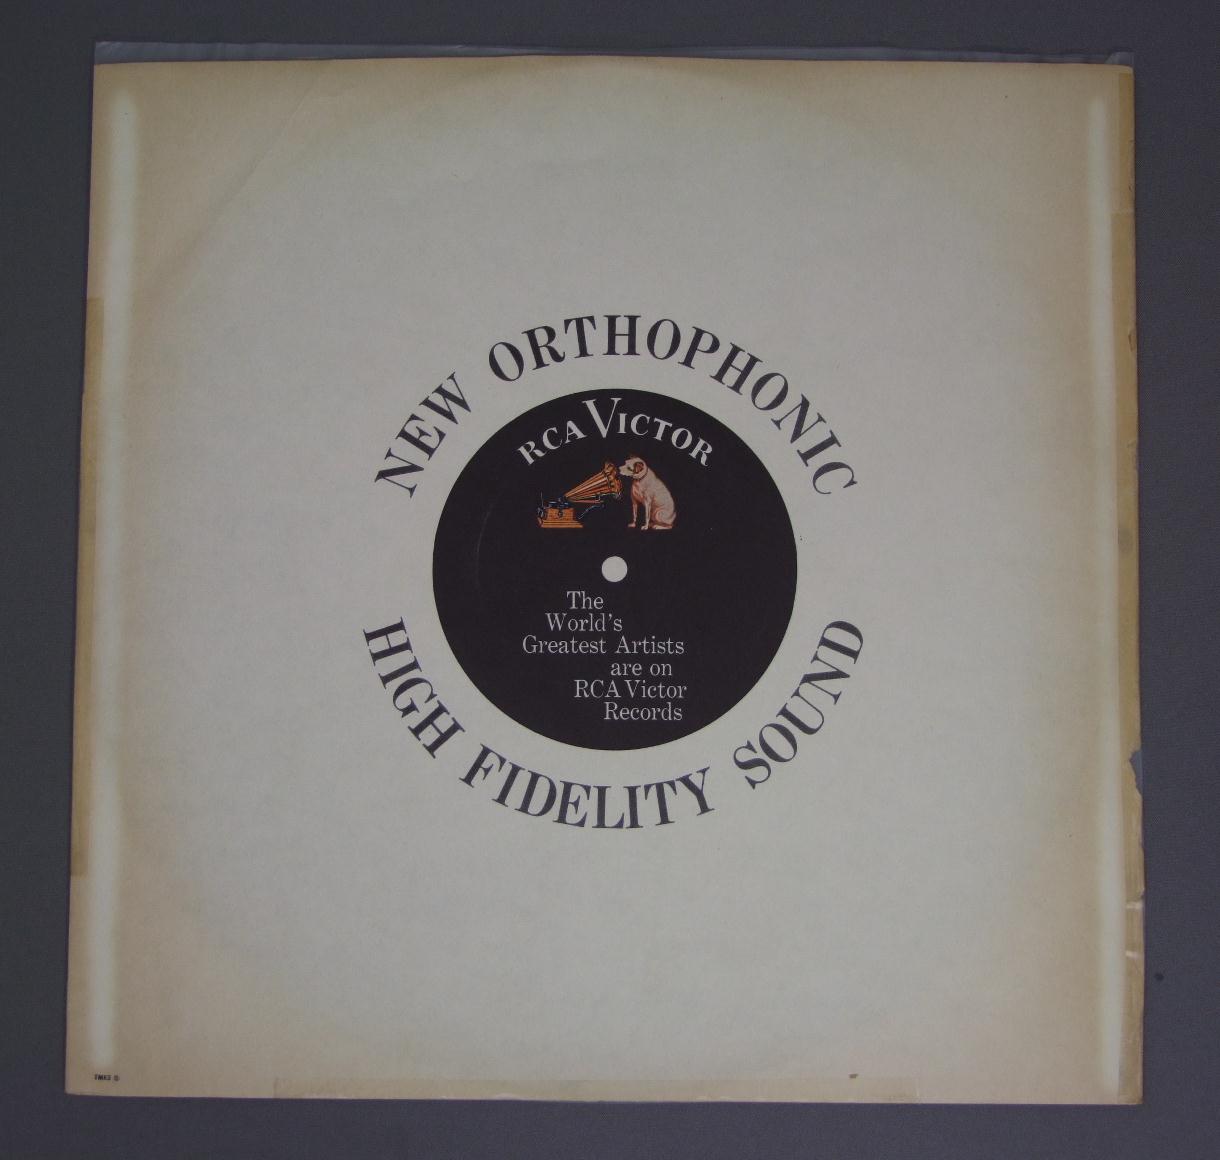 NEW ORTHOPHONIC
RCA VICTOR
The
World's
Greatest Artists
are on
RCA Victor
Records
HIGH FIDELITY SOUND